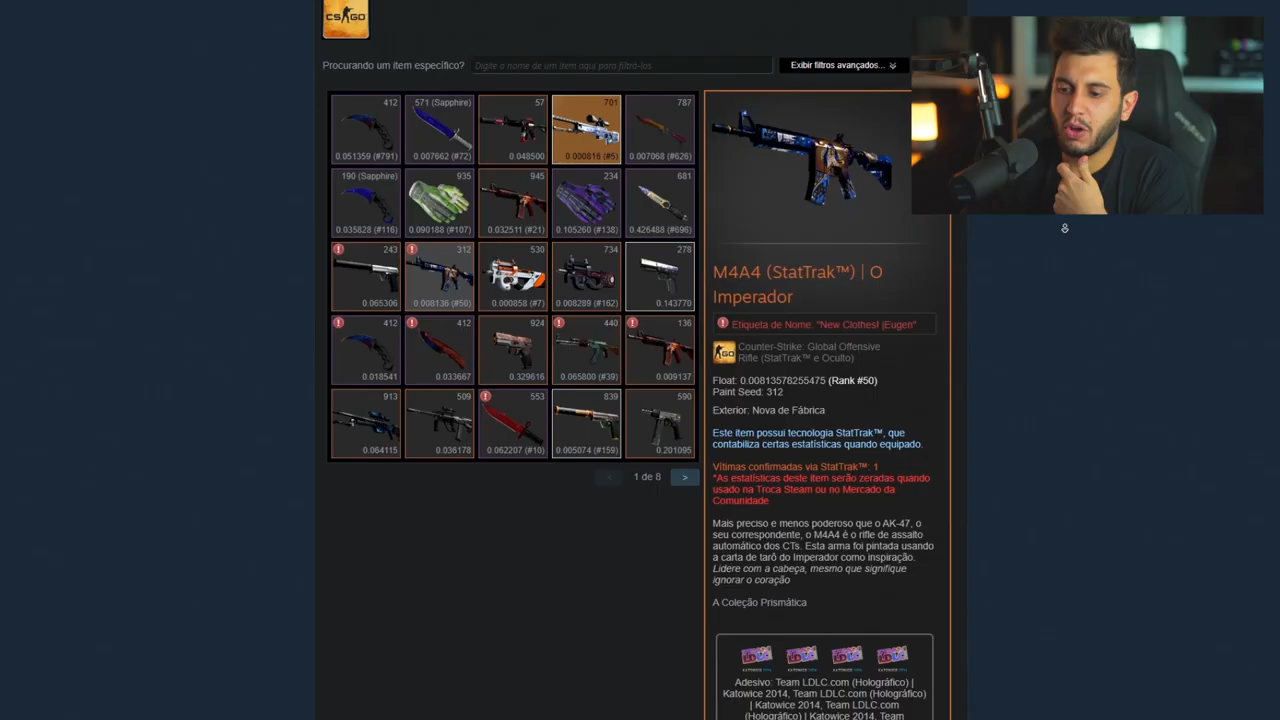 CS GO
Procurando um item específico?
Digite o nome de um item aqui para filtrá-los
Exibir filtros avançados...
412
571 (Sapphire)
57
701
787
0.051359 (#791)
0.007662 (#72)
0.048500
0.000816 (#5)
0.007068 (#626)
190 (Sapphire)
935
945
234
681
0.035828 (#116)
0.090188 (#107)
0.032511 (#21)
0.105260 (#138)
0.426488 (#696)
243
312
530
734
278
0.065306
0.008136 (#50)
0.000858 (#7)
0.008289 (#162)
0.143770
412
412
924
440
136
0.018541
0.033667
0.329616
0.065800 (#39)
0.009137
913
509
553
839
590
0.064115
0.036178
0.062207 (#10)
0.005074 (#159)
0.201095
<
1 de 8
>
M4A4 (StatTrak™) | O
Imperador
Etiqueta de Nome: "New Clothes! |Eugen"
Counter-Strike: Global Offensive
Rifle (StatTrak™ e Oculto)
Float: 0.00813578255475 (Rank #50)
Paint Seed: 312
Exterior: Nova de Fábrica
Este item possui tecnologia StatTrak™, que
contabiliza certas estatísticas quando equipado.
Vítimas confirmadas via StatTrak™: 1
*As estatísticas deste item serão zeradas quando
usado na Troca Steam ou no Mercado da
Comunidade
Mais preciso e menos poderoso que o AK-47, o
seu correspondente, o M4A4 é o rifle de assalto
automático dos CTs. Esta arma foi pintada usando
a carta de tarô do Imperador como inspiração.
Lidere com a cabeça, mesmo que signifique
ignorar o coração
A Coleção Prismática
Adesivo: Team LDLC.com (Holográfico) |
Katowice 2014, Team LDLC.com (Holográfico)
| Katowice 2014, Team LDLC.com
(Holográfico) | Katowice 2014, Team